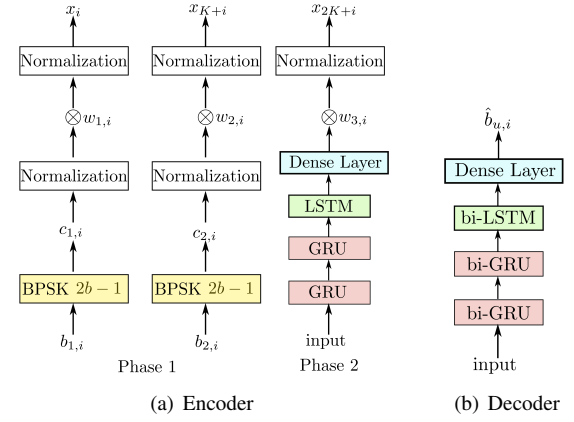 x_i x_{K+i} x_{2K+i}
Normalization Normalization Normalization
⊗ w_{1,i} ⊗ w_{2,i} ⊗ w_{3,i}
Normalization Normalization Dense Layer
LSTM
c_{1,i} c_{2,i} GRU
BPSK 2b − 1 BPSK 2b − 1 GRU
b_{1,i} b_{2,i} input
Phase 1 Phase 2
(a) Encoder
\hat{b}_{u,i}
Dense Layer
bi-LSTM
bi-GRU
bi-GRU
input
(b) Decoder